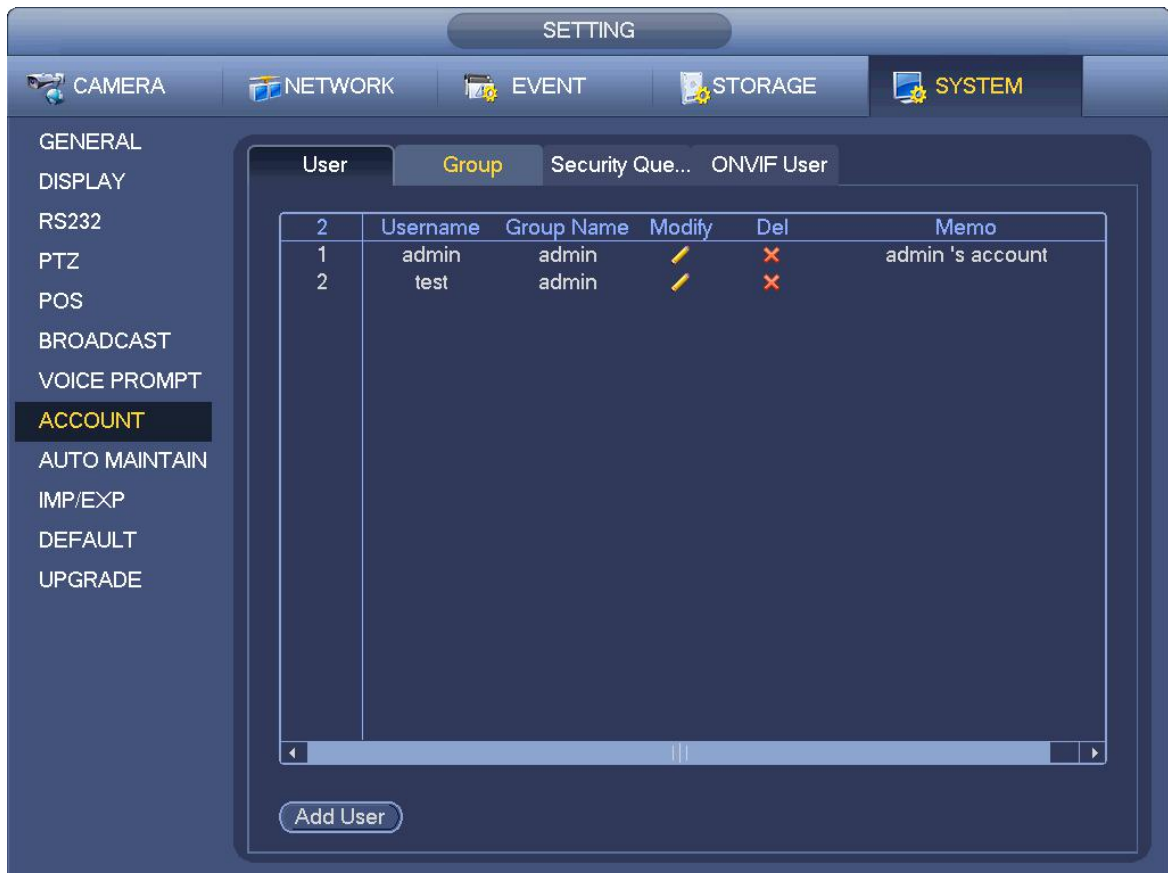 SETTING
CAMERA NETWORK EVENT STORAGE SYSTEM
GENERAL
DISPLAY
RS232
PTZ
POS
BROADCAST
VOICE PROMPT
ACCOUNT
AUTO MAINTAIN
IMP/EXP
DEFAULT
UPGRADE
User Group Security Que... ONVIF User
2 Username Group Name Modify Del Memo
1 admin admin admin 's account
2 test admin
Add User